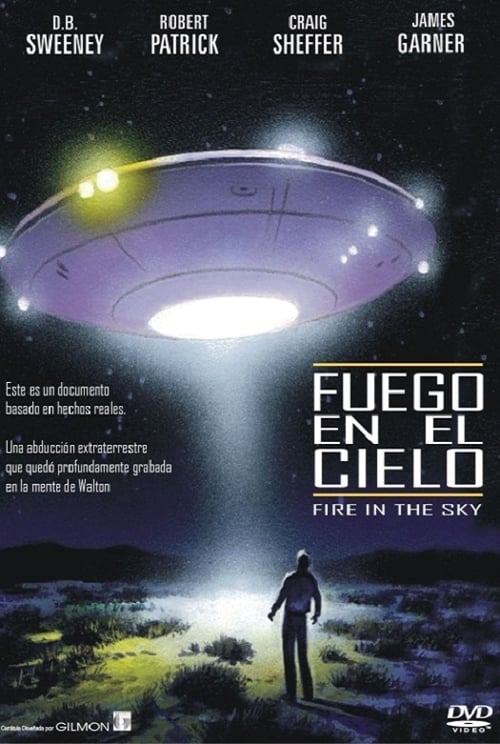 D.B.
SWEENEY
ROBERT
PATRICK
CRAIG
SHEFFER
JAMES
GARNER
Este es un documento
basado en hechos reales.
Una abducción extraterrestre
que quedó profundamente grabada
en la mente de Walton
FUEGO
EN EL
CIELO
FIRE IN THE SKY
Diseñada por GILMON
DVD
VIDEO